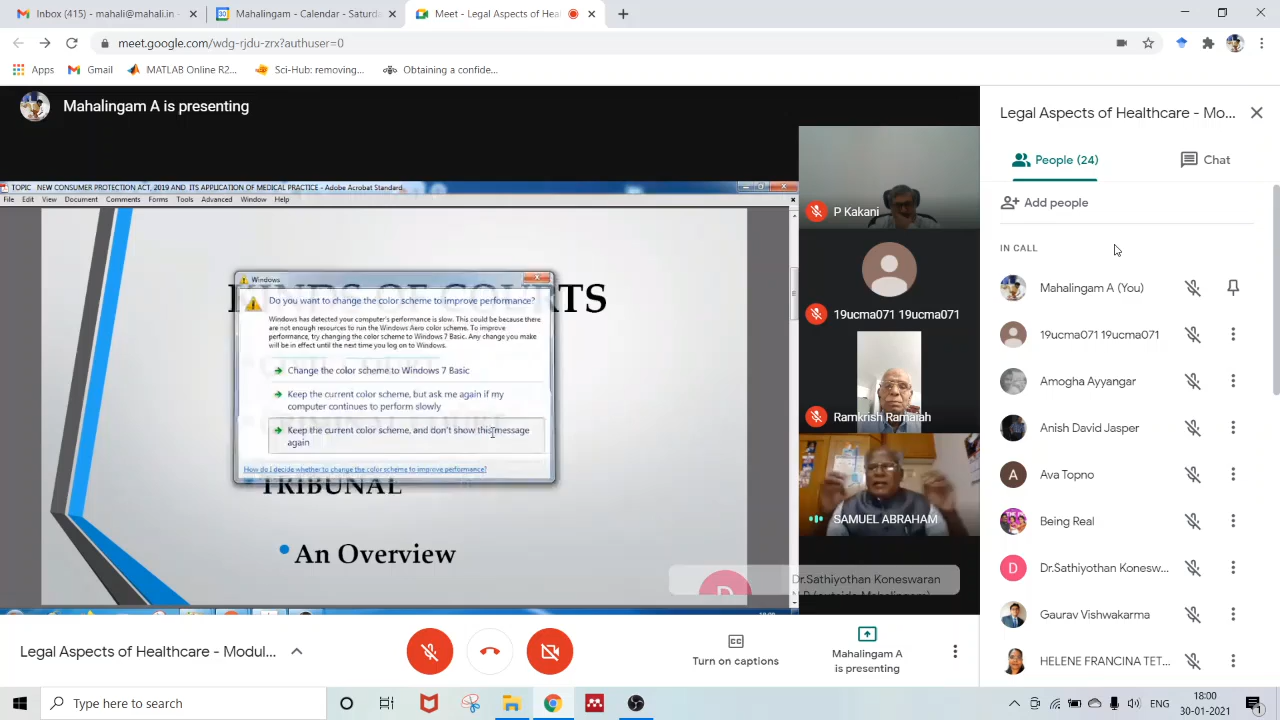 Inbox (415) - mahali@mahali.in
Mahalingam - Calendar - Saturda
Meet - Legal Aspects of Hea
meet.google.com/wdg-rjdu-zrx?authuser=0
Apps
Gmail
MATLAB Online R2...
Sci-Hub: removing...
Obtaining a confide...
Mahalingam A is presenting
TOPIC NEW CONSUMER PROTECTION ACT, 2019 AND ITS APPLICATION OF MEDICAL PRACTICE - Adobe Acrobat Standard
File Edit View Document Comments Forms Tools Advanced Window Help
Windows
Do you want to change the color scheme to improve performance?
Windows has detected your computer's performance is slow. This could be because
there are not enough resources to run the Windows Aero color scheme. To improve
performance, try changing the color scheme to Windows 7 Basic. Any change you make
will be in effect until the next time you log on to Windows.
Change the color scheme to Windows 7 Basic
Keep the current color scheme, but ask me again if my
computer continues to perform slowly
Keep the current color scheme, and don't show this message
again
How do I decide whether to change the color scheme to improve performance?
TRIBUNAL
An Overview
P Kakani
19ucma071 19ucma071
Ramkrish Ramaiah
SAMUEL ABRAHAM
D
Dr.Sathiyothan Koneswaran
Legal Aspects of Healthcare - Mo...
People (24)
Chat
Add people
IN CALL
Mahalingam A (You)
19ucma071 19ucma071
Amogha Ayyangar
Anish David Jasper
A
Ava Topno
Being Real
D
Dr.Sathiyothan Konesw...
Gaurav Vishwakarma
HELENE FRANCINA TET...
Legal Aspects of Healthcare - Modul...
CC
Turn on captions
Mahalingam A
is presenting
Type here to search
18:00
30-01-2021
1